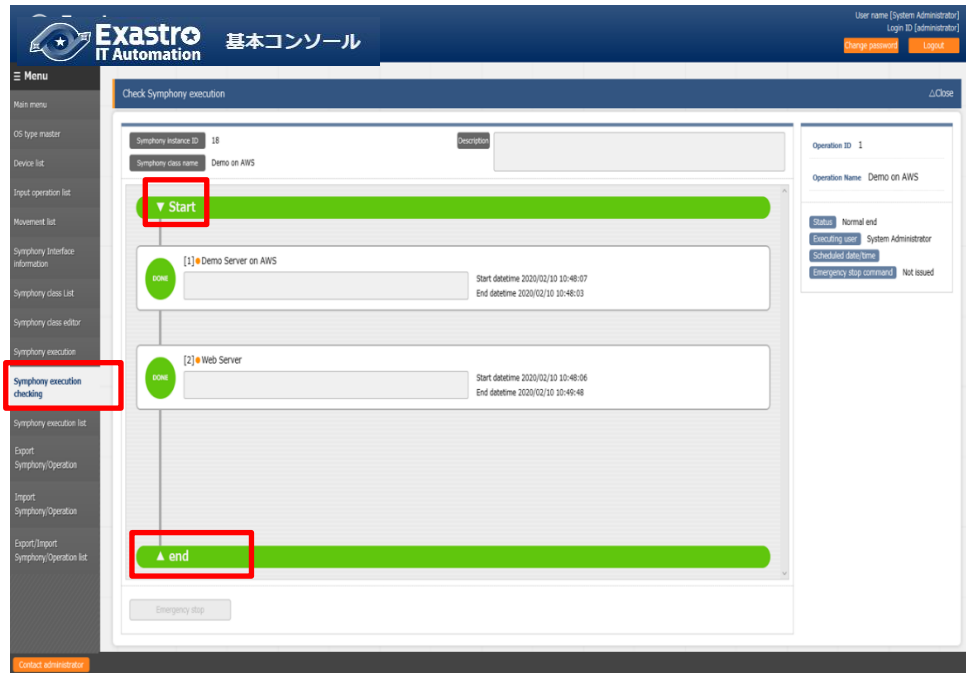 User name [System Administrator]
Login ID [administrator]
Change password
Logout
Exastro
IT Automation
基本コンソール
Menu
Main menu
OS type master
Device list
Input operation list
Movement list
Symphony Interface
information
Symphony class List
Symphony class editor
Symphony execution
Symphony execution
checking
Symphony execution list
Export
Symphony/Operation
Import
Symphony/Operation
Export/Import
Symphony/Operation list
Contact administrator
Check Symphony execution
△Close
Symphony instance ID 18
Description
Symphony class name Demo on AWS
▼ Start
[1] Demo Server on AWS
DONE
Start datetime 2020/02/10 10:48:07
End datetime 2020/02/10 10:48:03
[2] Web Server
DONE
Start datetime 2020/02/10 10:48:06
End datetime 2020/02/10 10:49:48
▲ end
Emergency stop
Operation ID 1
Operation Name Demo on AWS
Status Normal end
Executing user System Administrator
Scheduled date/time
Emergency stop command Not issued